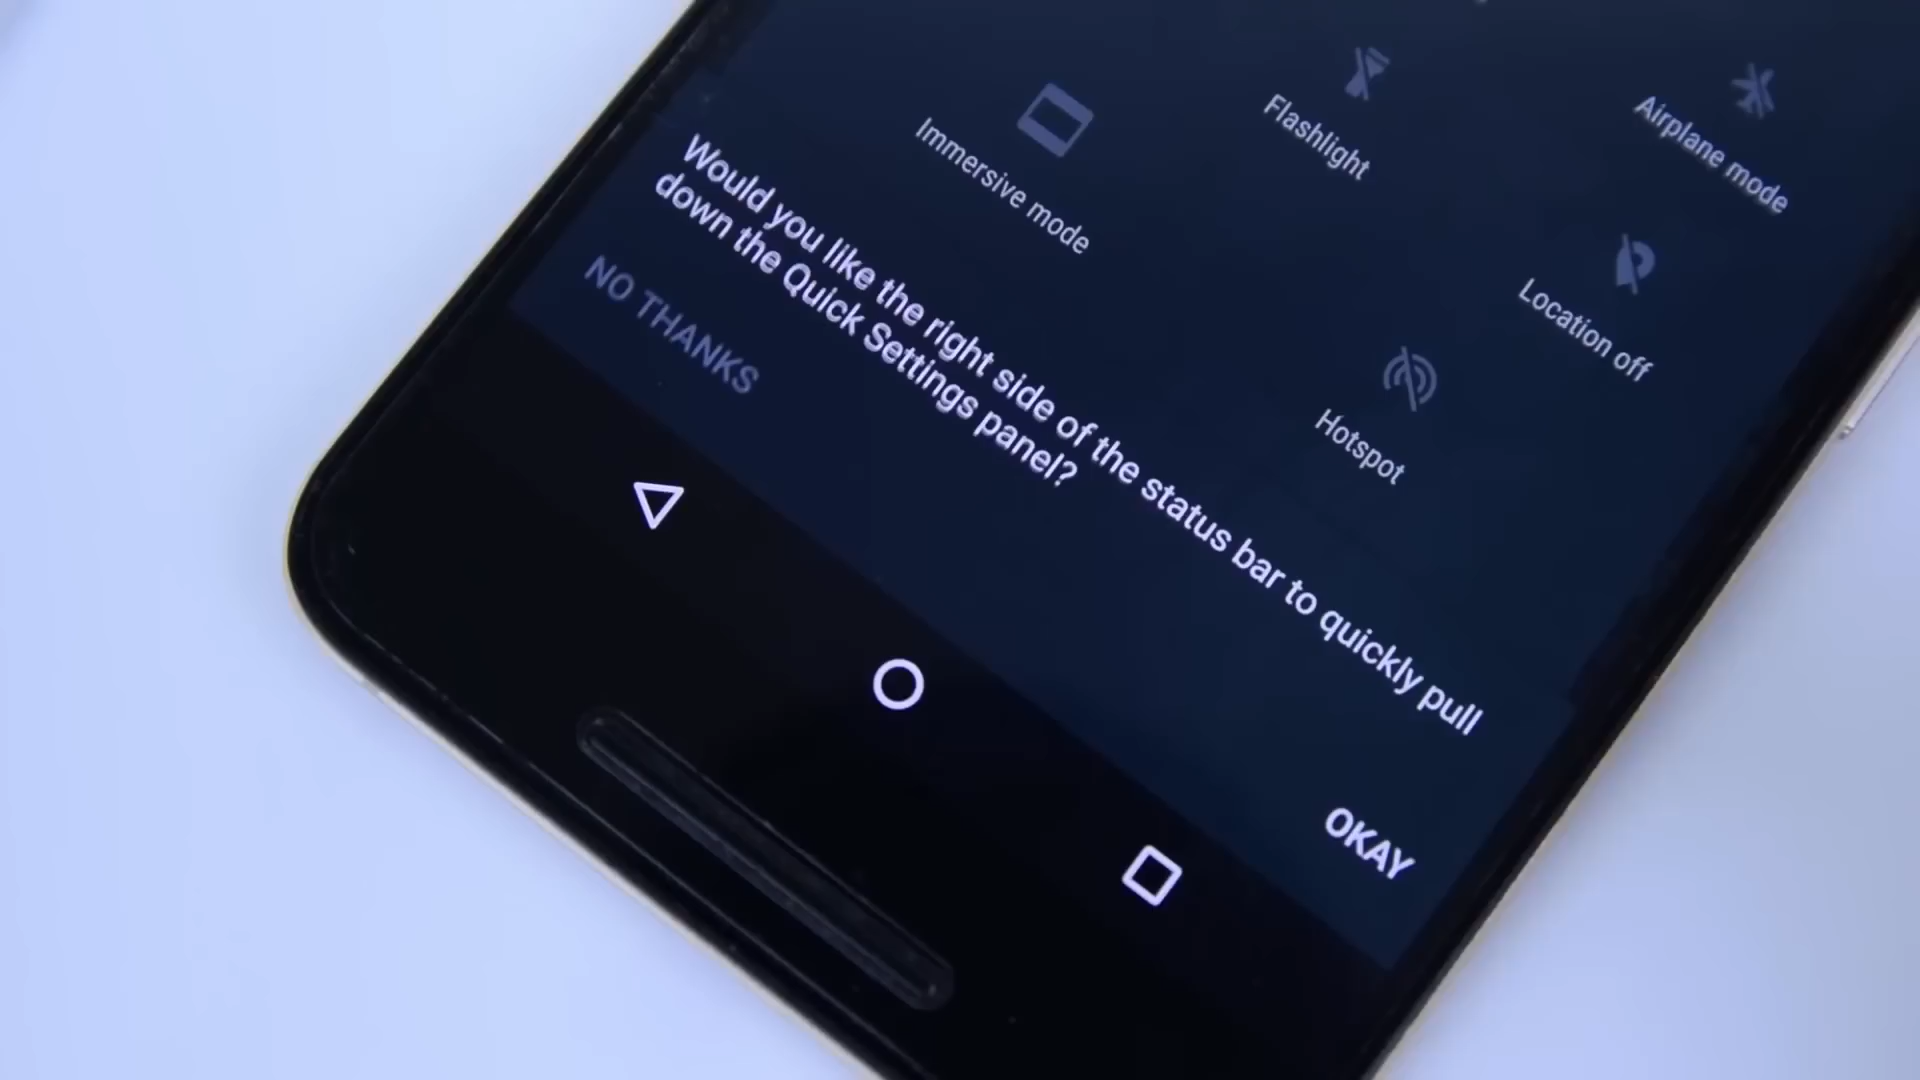 Airplane mode
Flashlight
Immersive mode
Location off
Hotspot
Would you like the right side of the status bar to quickly pull
down the Quick Settings panel?
NO THANKS
OKAY